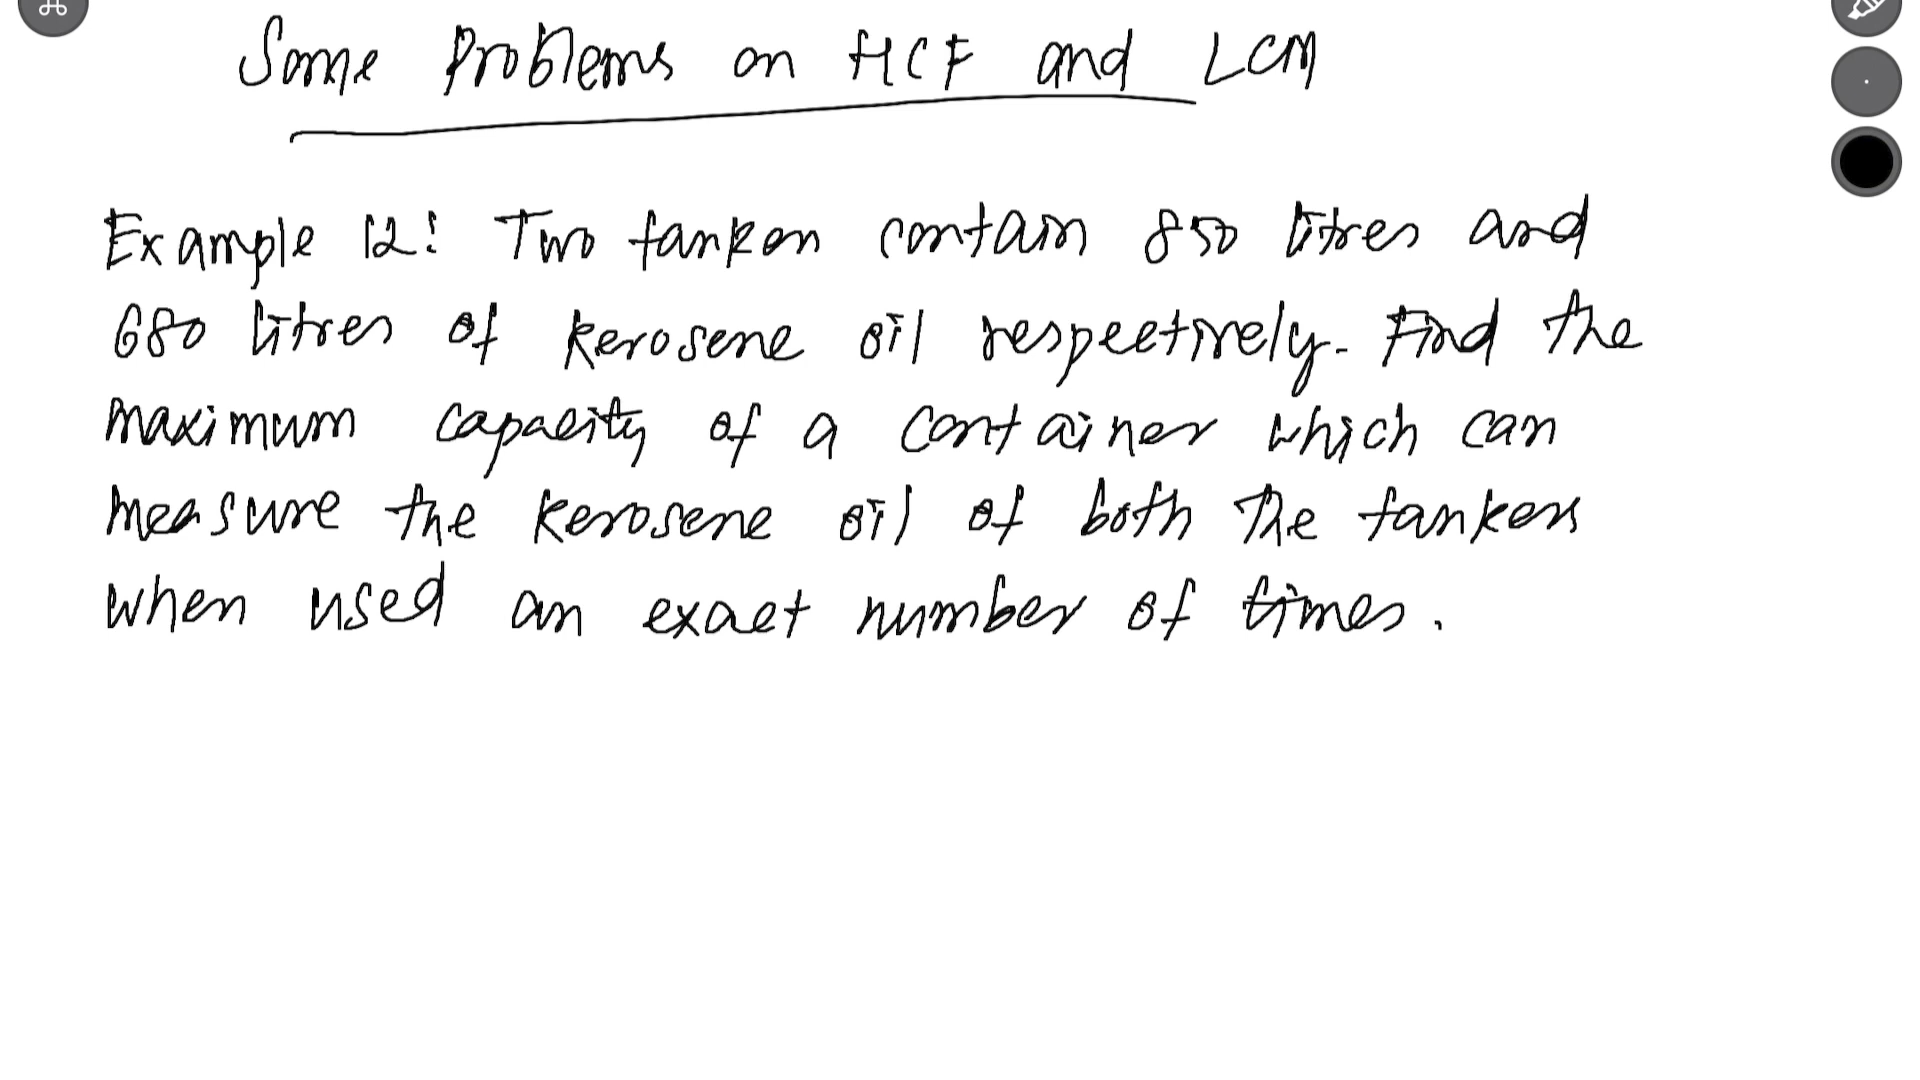 Some Problems on HCF and LCM
Example 12: Two tankers contain 850 litres and
680 litres of kerosene oil respectively. Find the
maximum capacity of a container which can
measure the kerosene oil of both the tankers
when used an exact number of times.